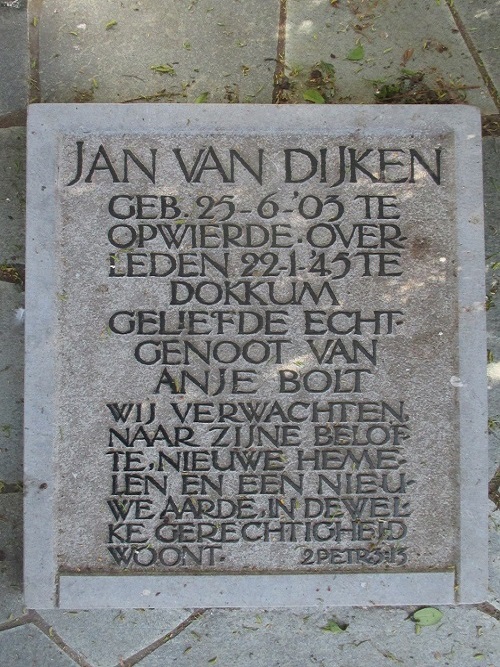 JAN VAN DIJKEN
GEB. 25-6-'05 TE
OPWIERDE·OVER-
LEDEN 22-1-'45 TE
DOKKUM
GELIEFDE ECHT-
GENOOT VAN
ANJE BOLT
WIJ VERWACHTEN,
NAAR ZIJNE BELOF-
TE, NIEUWE HEME-
LEN EN EEN NIEU-
WE AARDE, IN DEWEL-
KE GERECHTIGHEID
WOONT· 2 PETR 3:13